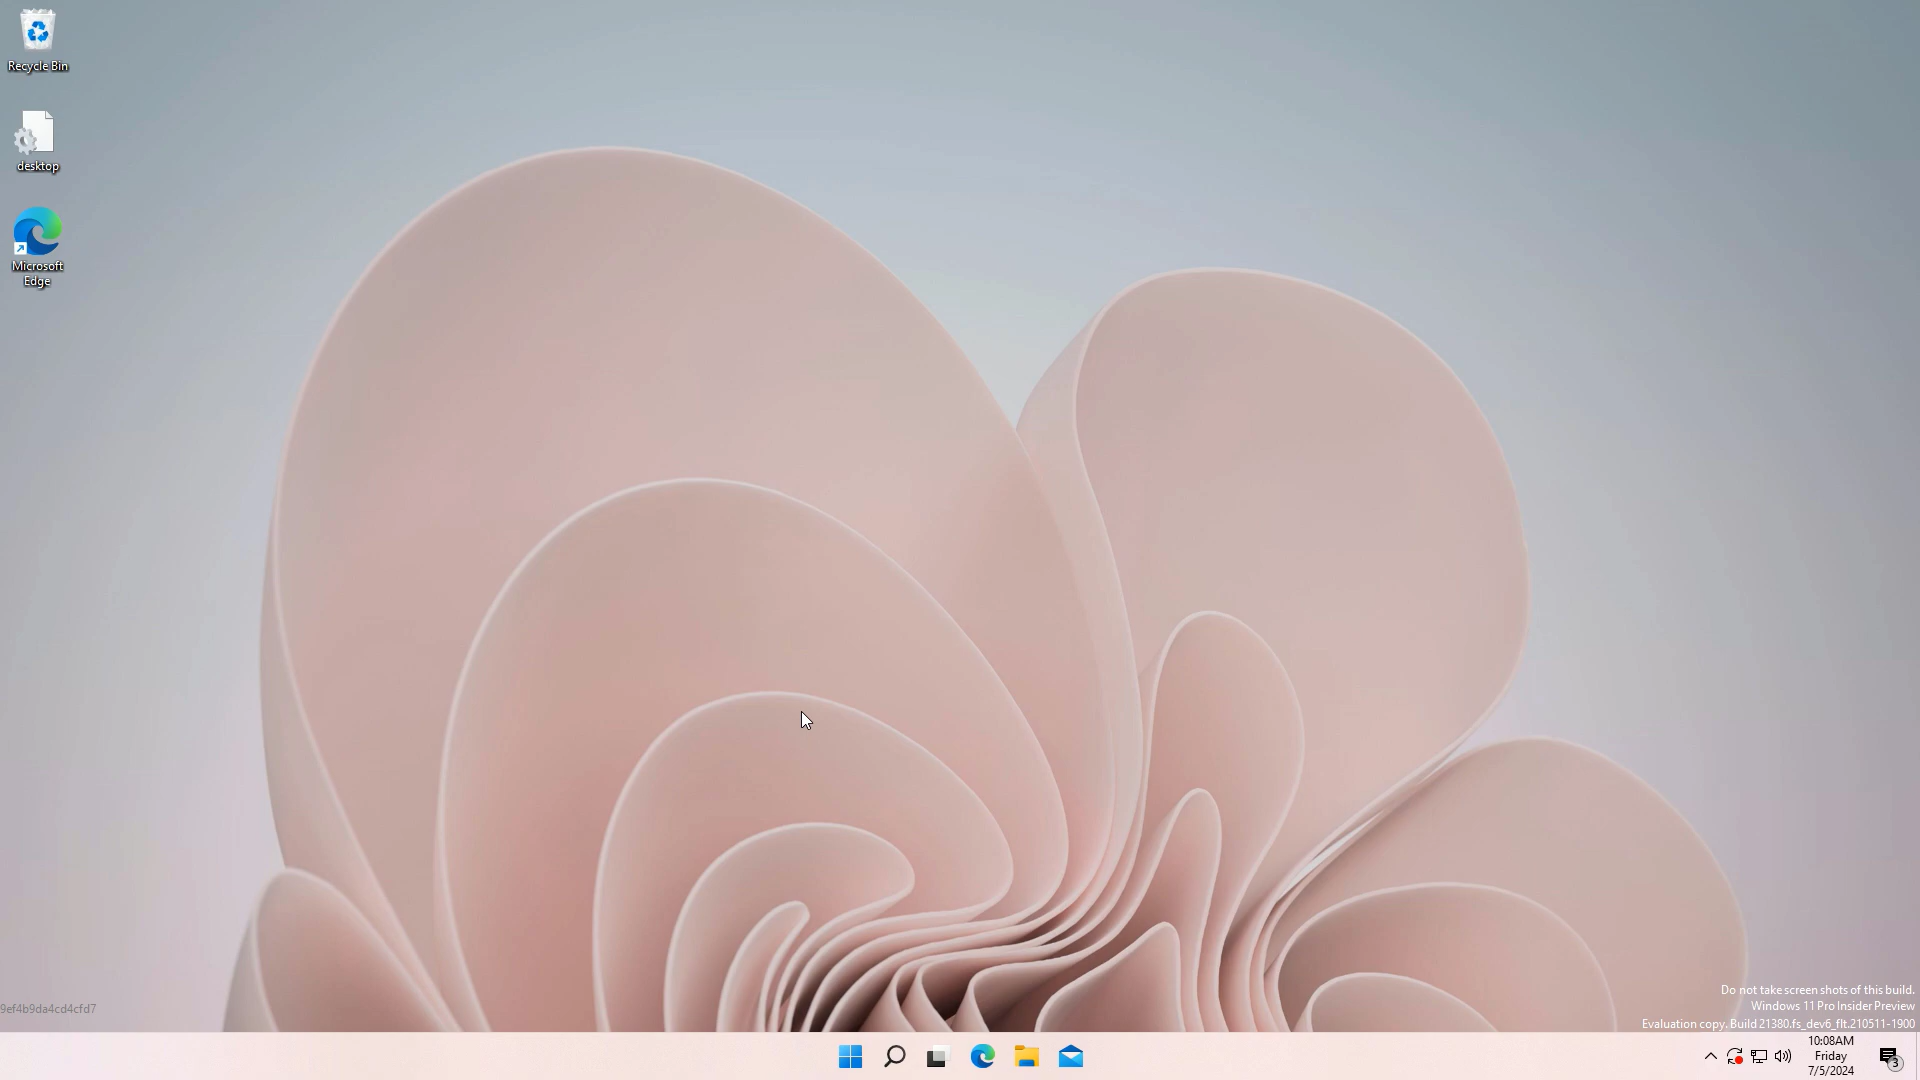 Recycle Bin
desktop
Microsoft
Edge
9ef4b9da4cd4cfd7
Do not take screen shots of this build.
Windows 11 Pro Insider Preview
Evaluation copy. Build 21380.fs_dev6_flt.210511-1900
10:08AM
Friday
7/5/2024
3